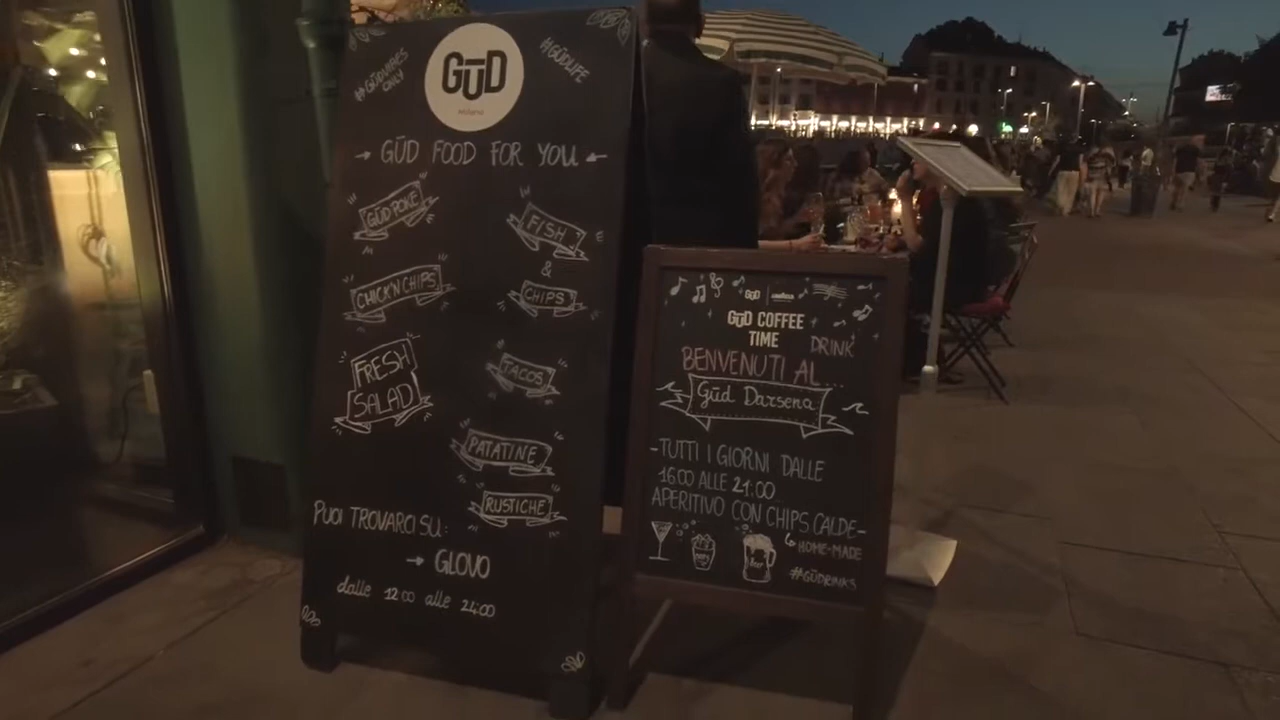 #GŪDVIBES
ONLY
GŪD
Milano
#GŪDLIFE
→ GŪD FOOD FOR YOU ←
GŪD POKE
FISH
&
CHIPS
CHICK'N CHIPS
FRESH
SALAD
TACOS
PATATINE
RUSTICHE
PUOI TROVARCI SU:
→ GLOVO
dalle 12:00 alle 24:00
GŪD
GŪD COFFEE
TIME
DRINK
BENVENUTI AL...
Gūd Darsena
-TUTTI I GIORNI DALLE
16:00 ALLE 21:00
APERITIVO CON CHIPS CALDE-
HOME-MADE
Beer
#GŪDRINKS